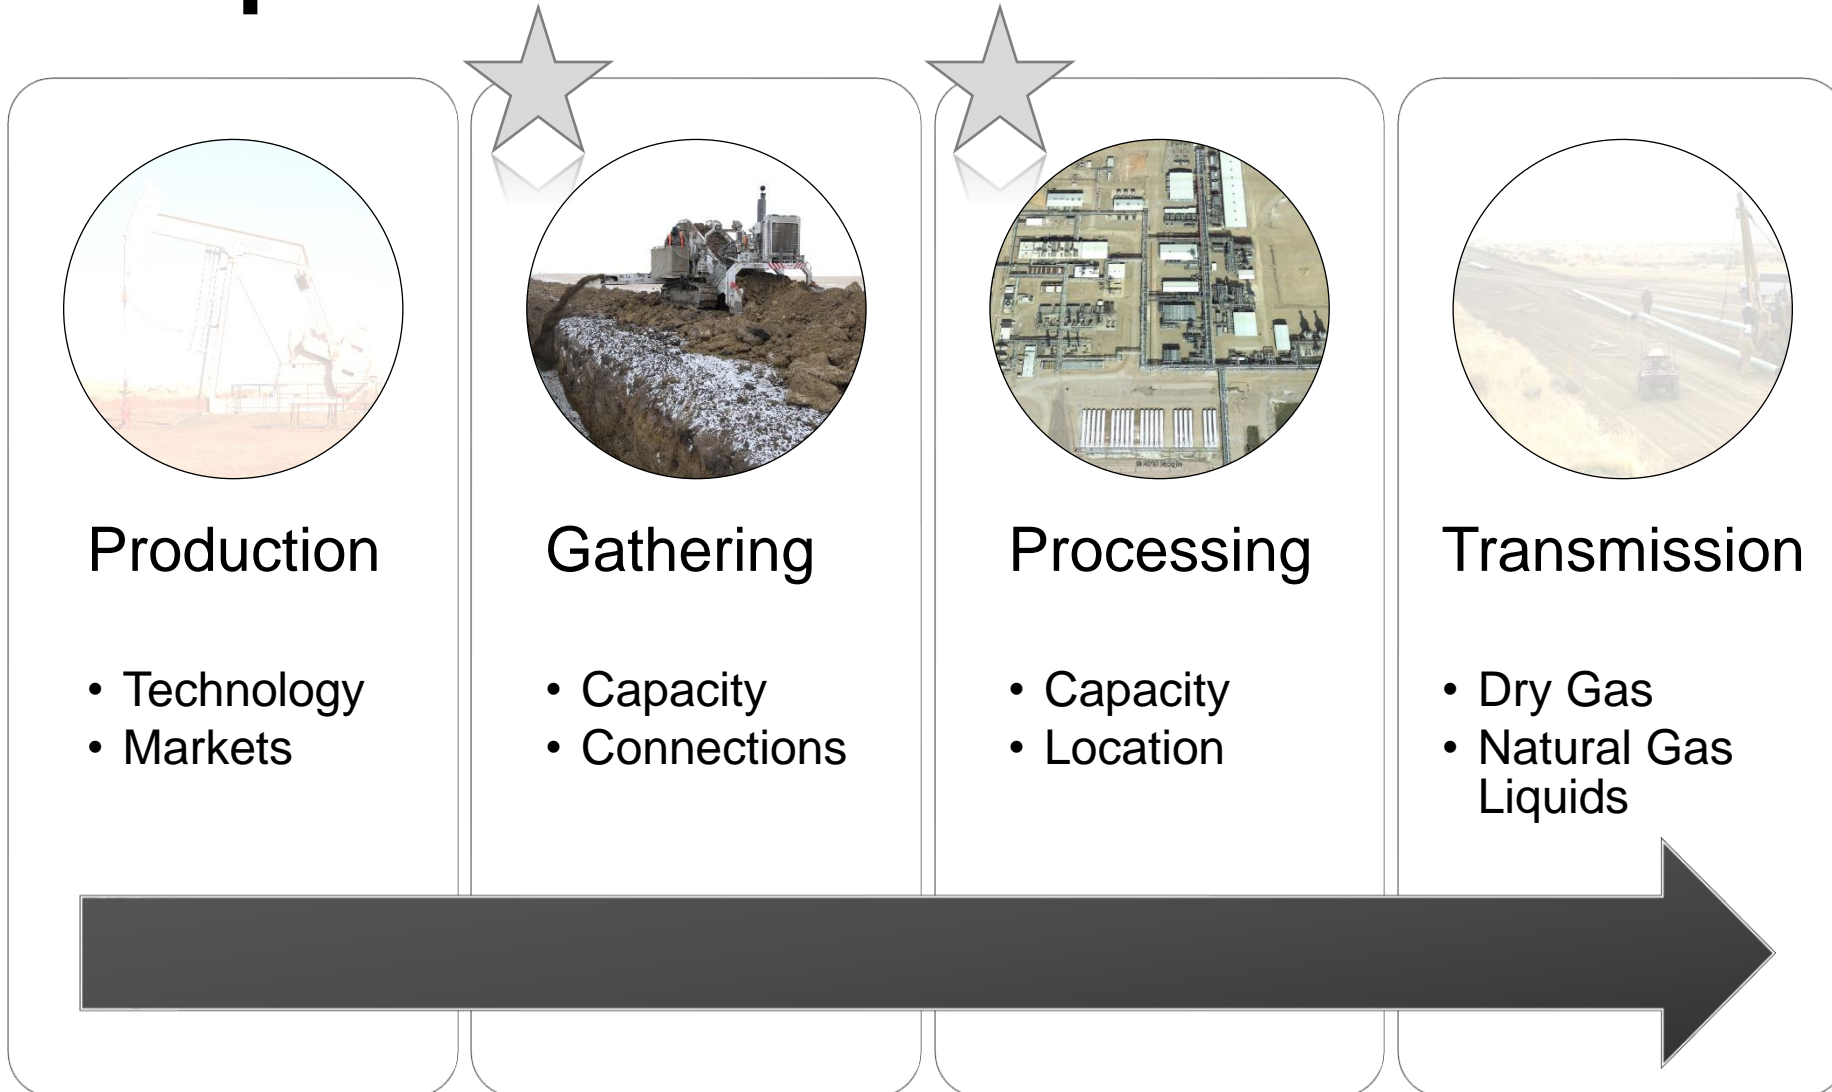 Production
• Technology
• Markets
Gathering
• Capacity
• Connections
Processing
• Capacity
• Location
Transmission
• Dry Gas
• Natural Gas
Liquids